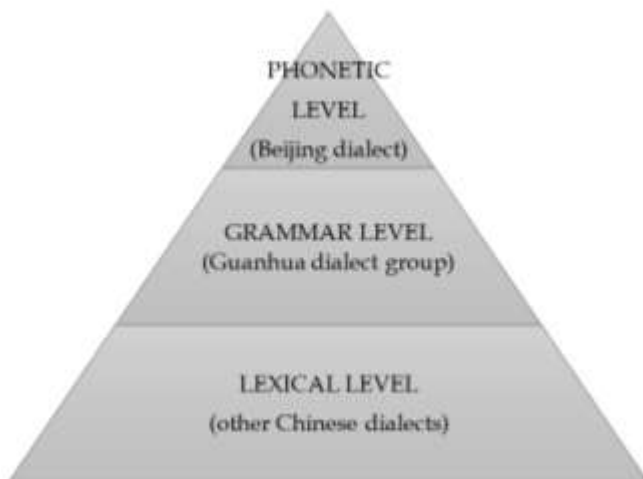 PHONETIC
LEVEL
(Beijing dialect)
GRAMMAR LEVEL
(Guanhua dialect group)
LEXICAL LEVEL
(other Chinese dialects)